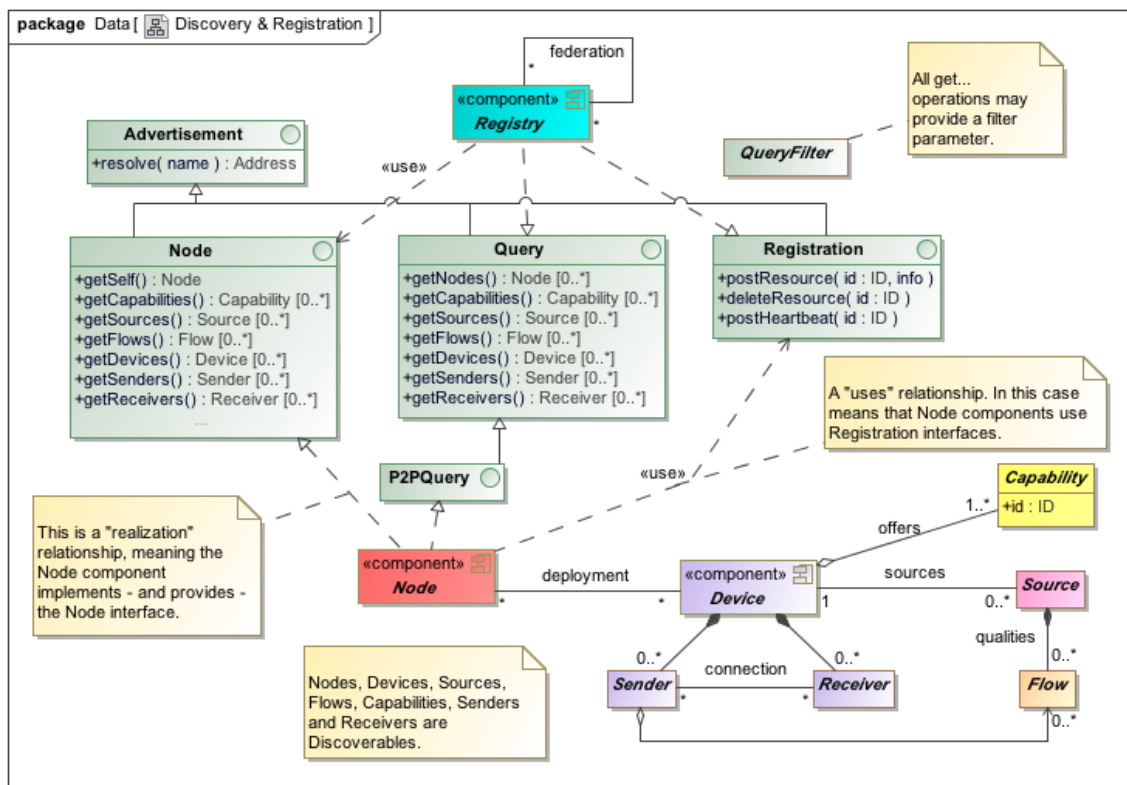 package Data [ Discovery & Registration ]
federation
*
«component»
Registry
*
All get...
operations may
provide a filter
parameter.
QueryFilter
Advertisement
+resolve( name ) : Address
«use»
Node
+getSelf() : Node
+getCapabilities() : Capability [0..*]
+getSources() : Source [0..*]
+getFlows() : Flow [0..*]
+getDevices() : Device [0..*]
+getSenders() : Sender [0..*]
+getReceivers() : Receiver [0..*]
...
Query
+getNodes() : Node [0..*]
+getCapabilities() : Capability [0..*]
+getSources() : Source [0..*]
+getFlows() : Flow [0..*]
+getDevices() : Device [0..*]
+getSenders() : Sender [0..*]
+getReceivers() : Receiver [0..*]
Registration
+postResource( id : ID, info )
+deleteResource( id : ID )
+postHeartbeat( id : ID )
A "uses" relationship. In this case
means that Node components use
Registration interfaces.
P2PQuery
«use»
Capability
+id : ID
1..*
offers
This is a "realization"
relationship, meaning the
Node component
implements - and provides -
the Node interface.
«component»
Node
deployment
*
*
«component»
Device
sources
1
0..*
Source
qualities
0..*
0..*
0..*
connection
Sender
*
*
Receiver
Flow
0..*
Nodes, Devices, Sources,
Flows, Capabilities, Senders
and Receivers are
Discoverables.